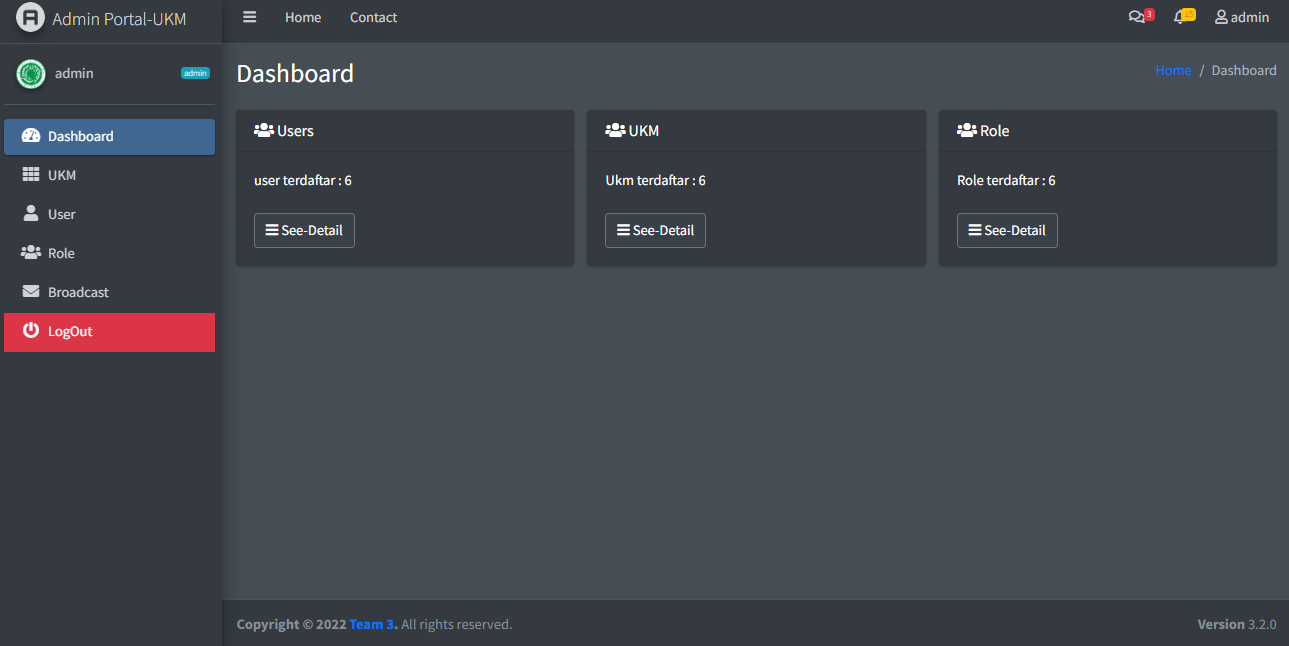 Admin Portal-UKM
Home
Contact
3
15
admin
admin
admin
Dashboard
UKM
User
Role
Broadcast
LogOut
Dashboard
Home / Dashboard
Users
user terdaftar : 6
See-Detail
UKM
Ukm terdaftar : 6
See-Detail
Role
Role terdaftar : 6
See-Detail
Copyright © 2022 Team 3. All rights reserved.
Version 3.2.0